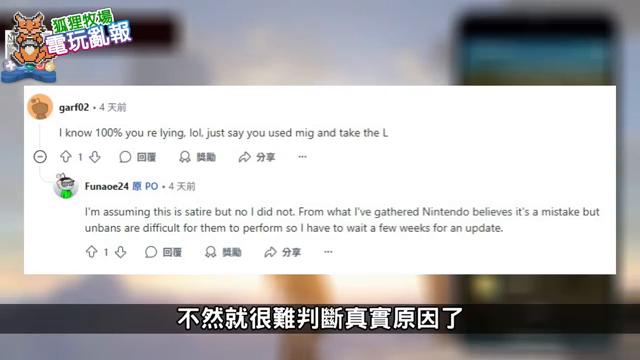 狐狸牧場
電玩亂報
garf02 • 4 天前
I know 100% you re lying, lol, just say you used mig and take the L
1 回覆 獎勵 分享 ...
Funaoe24 原 PO • 4 天前
I'm assuming this is satire but no I did not. From what I've gathered Nintendo believes it's a mistake but
unbans are difficult for them to perform so I have to wait a few weeks for an update.
1 回覆 獎勵 分享 ...
不然就很難判斷真實原因了